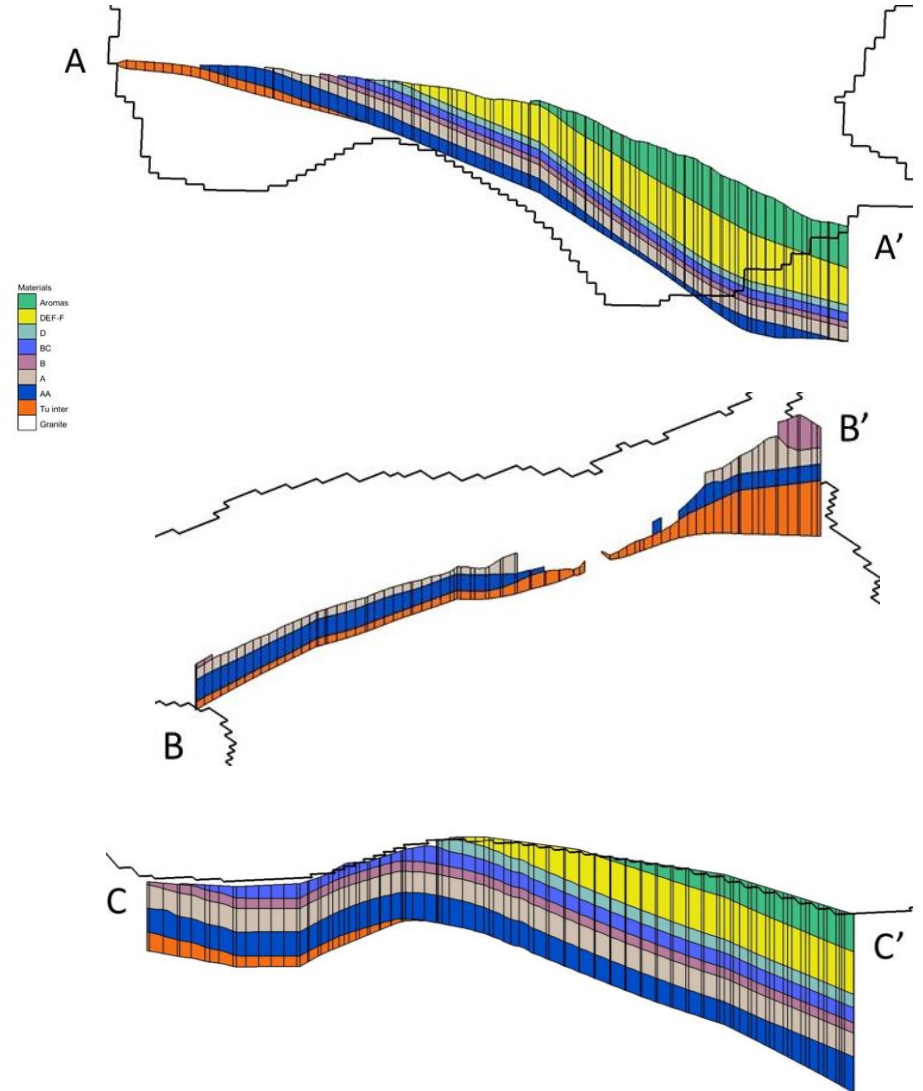 A
A’
Materials
Aromas
DEF-F
D
BC
B
A
AA
Tu inter
Granite
B’
B
C
C’